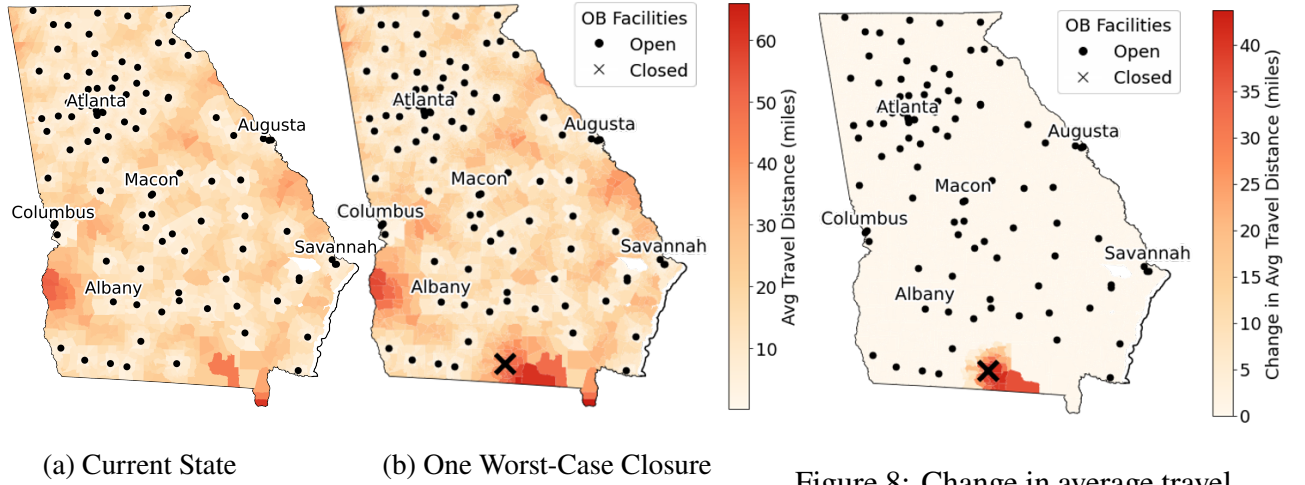 Atlanta
Augusta
Macon
Columbus
Savannah
Albany
(a) Current State
OB Facilities
Open
Closed
Atlanta
Augusta
Macon
Columbus
Savannah
Albany
(b) One Worst-Case Closure
60
50
40
30
20
10
Avg Travel Distance (miles)
OB Facilities
Open
Closed
Atlanta
Augusta
Macon
Columbus
Savannah
Albany
40
35
30
25
20
15
10
5
0
Change in Avg Travel Distance (miles)
Figure 8: Change in average travel